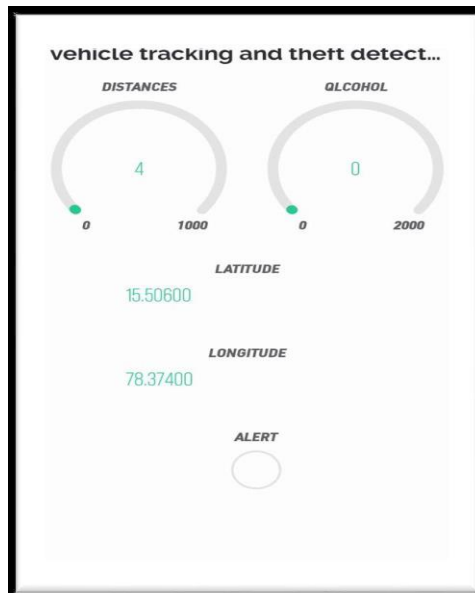 vehicle tracking and theft detect...
DISTANCES QLCOHOL
4 0
0 1000 0 2000
LATITUDE
15.50600
LONGITUDE
78.37400
ALERT